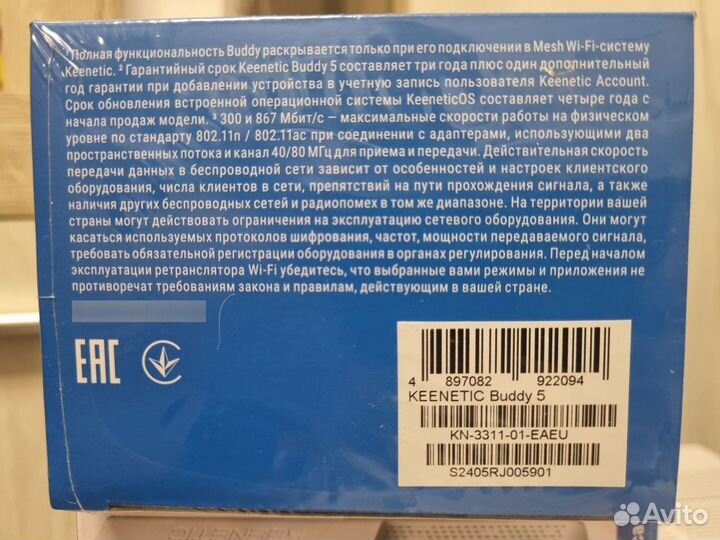 ¹Полная функциональность Buddy раскрывается только при его подключении в Mesh Wi-Fi-систему
Keenetic. ² Гарантийный срок Keenetic Buddy 5 составляет три года плюс один дополнительный
год гарантии при добавлении устройства в учетную запись пользователя Keenetic Account.
Срок обновления встроенной операционной системы KeeneticOS составляет четыре года с
начала продаж модели. ³ 300 и 867 Мбит/с — максимальные скорости работы на физическом
уровне по стандарту 802.11n / 802.11ac при соединении с адаптерами, использующими два
пространственных потока и канал 40/80 МГц для приема и передачи. Действительная скорость
передачи данных в беспроводной сети зависит от особенностей и настроек клиентского
оборудования, числа клиентов в сети, препятствий на пути прохождения сигнала, а также
наличия других беспроводных сетей и радиопомех в том же диапазоне. На территории вашей
страны могут действовать ограничения на эксплуатацию сетевого оборудования. Они могут
касаться используемых протоколов шифрования, частот, мощности передаваемого сигнала,
требовать обязательной регистрации оборудования в органах регулирования. Перед началом
эксплуатации ретранслятора Wi-Fi убедитесь, что выбранные вами режимы и приложения не
противоречат требованиям закона и правилам, действующим в вашей стране.
EAC
4 897082 922094
KEENETIC Buddy 5
KN-3311-01-EAEU
S2405RJ005901
KEENETIC
Avito